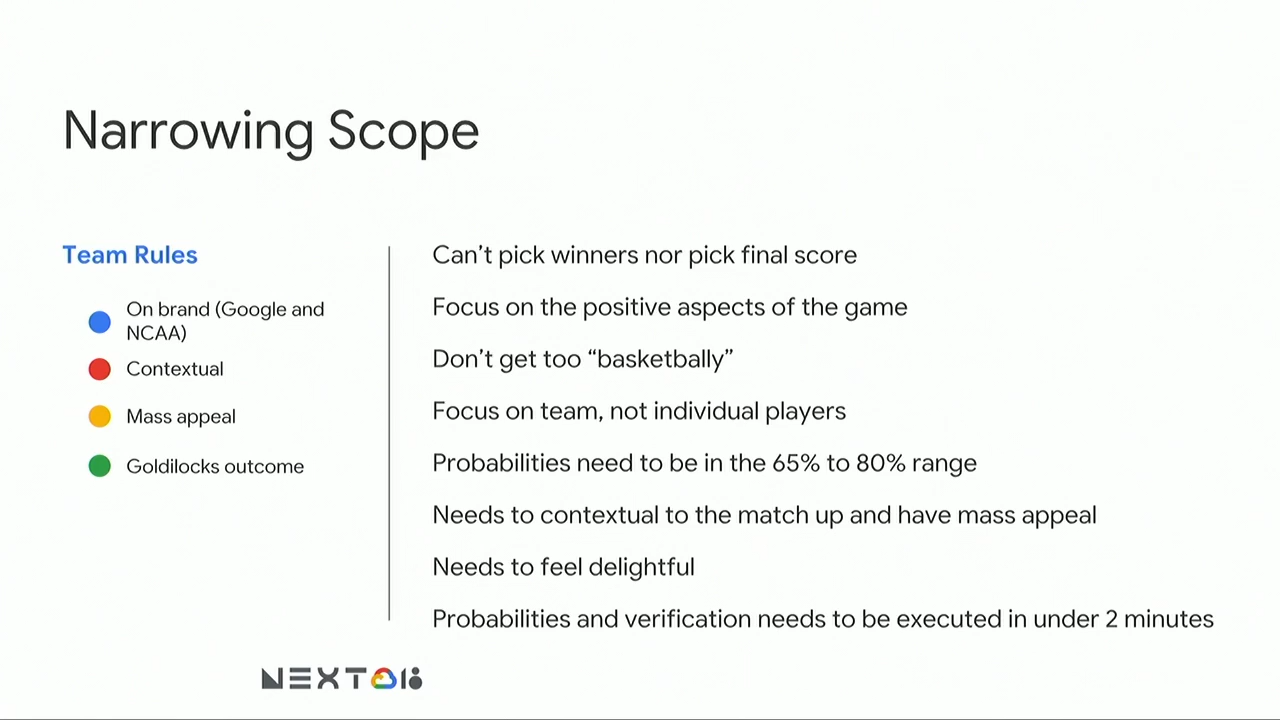 Narrowing Scope
Team Rules
On brand (Google and
NCAA)
Contextual
Mass appeal
Goldilocks outcome
Can’t pick winners nor pick final score
Focus on the positive aspects of the game
Don’t get too “basketbally”
Focus on team, not individual players
Probabilities need to be in the 65% to 80% range
Needs to contextual to the match up and have mass appeal
Needs to feel delightful
Probabilities and verification needs to be executed in under 2 minutes
NEXT 18